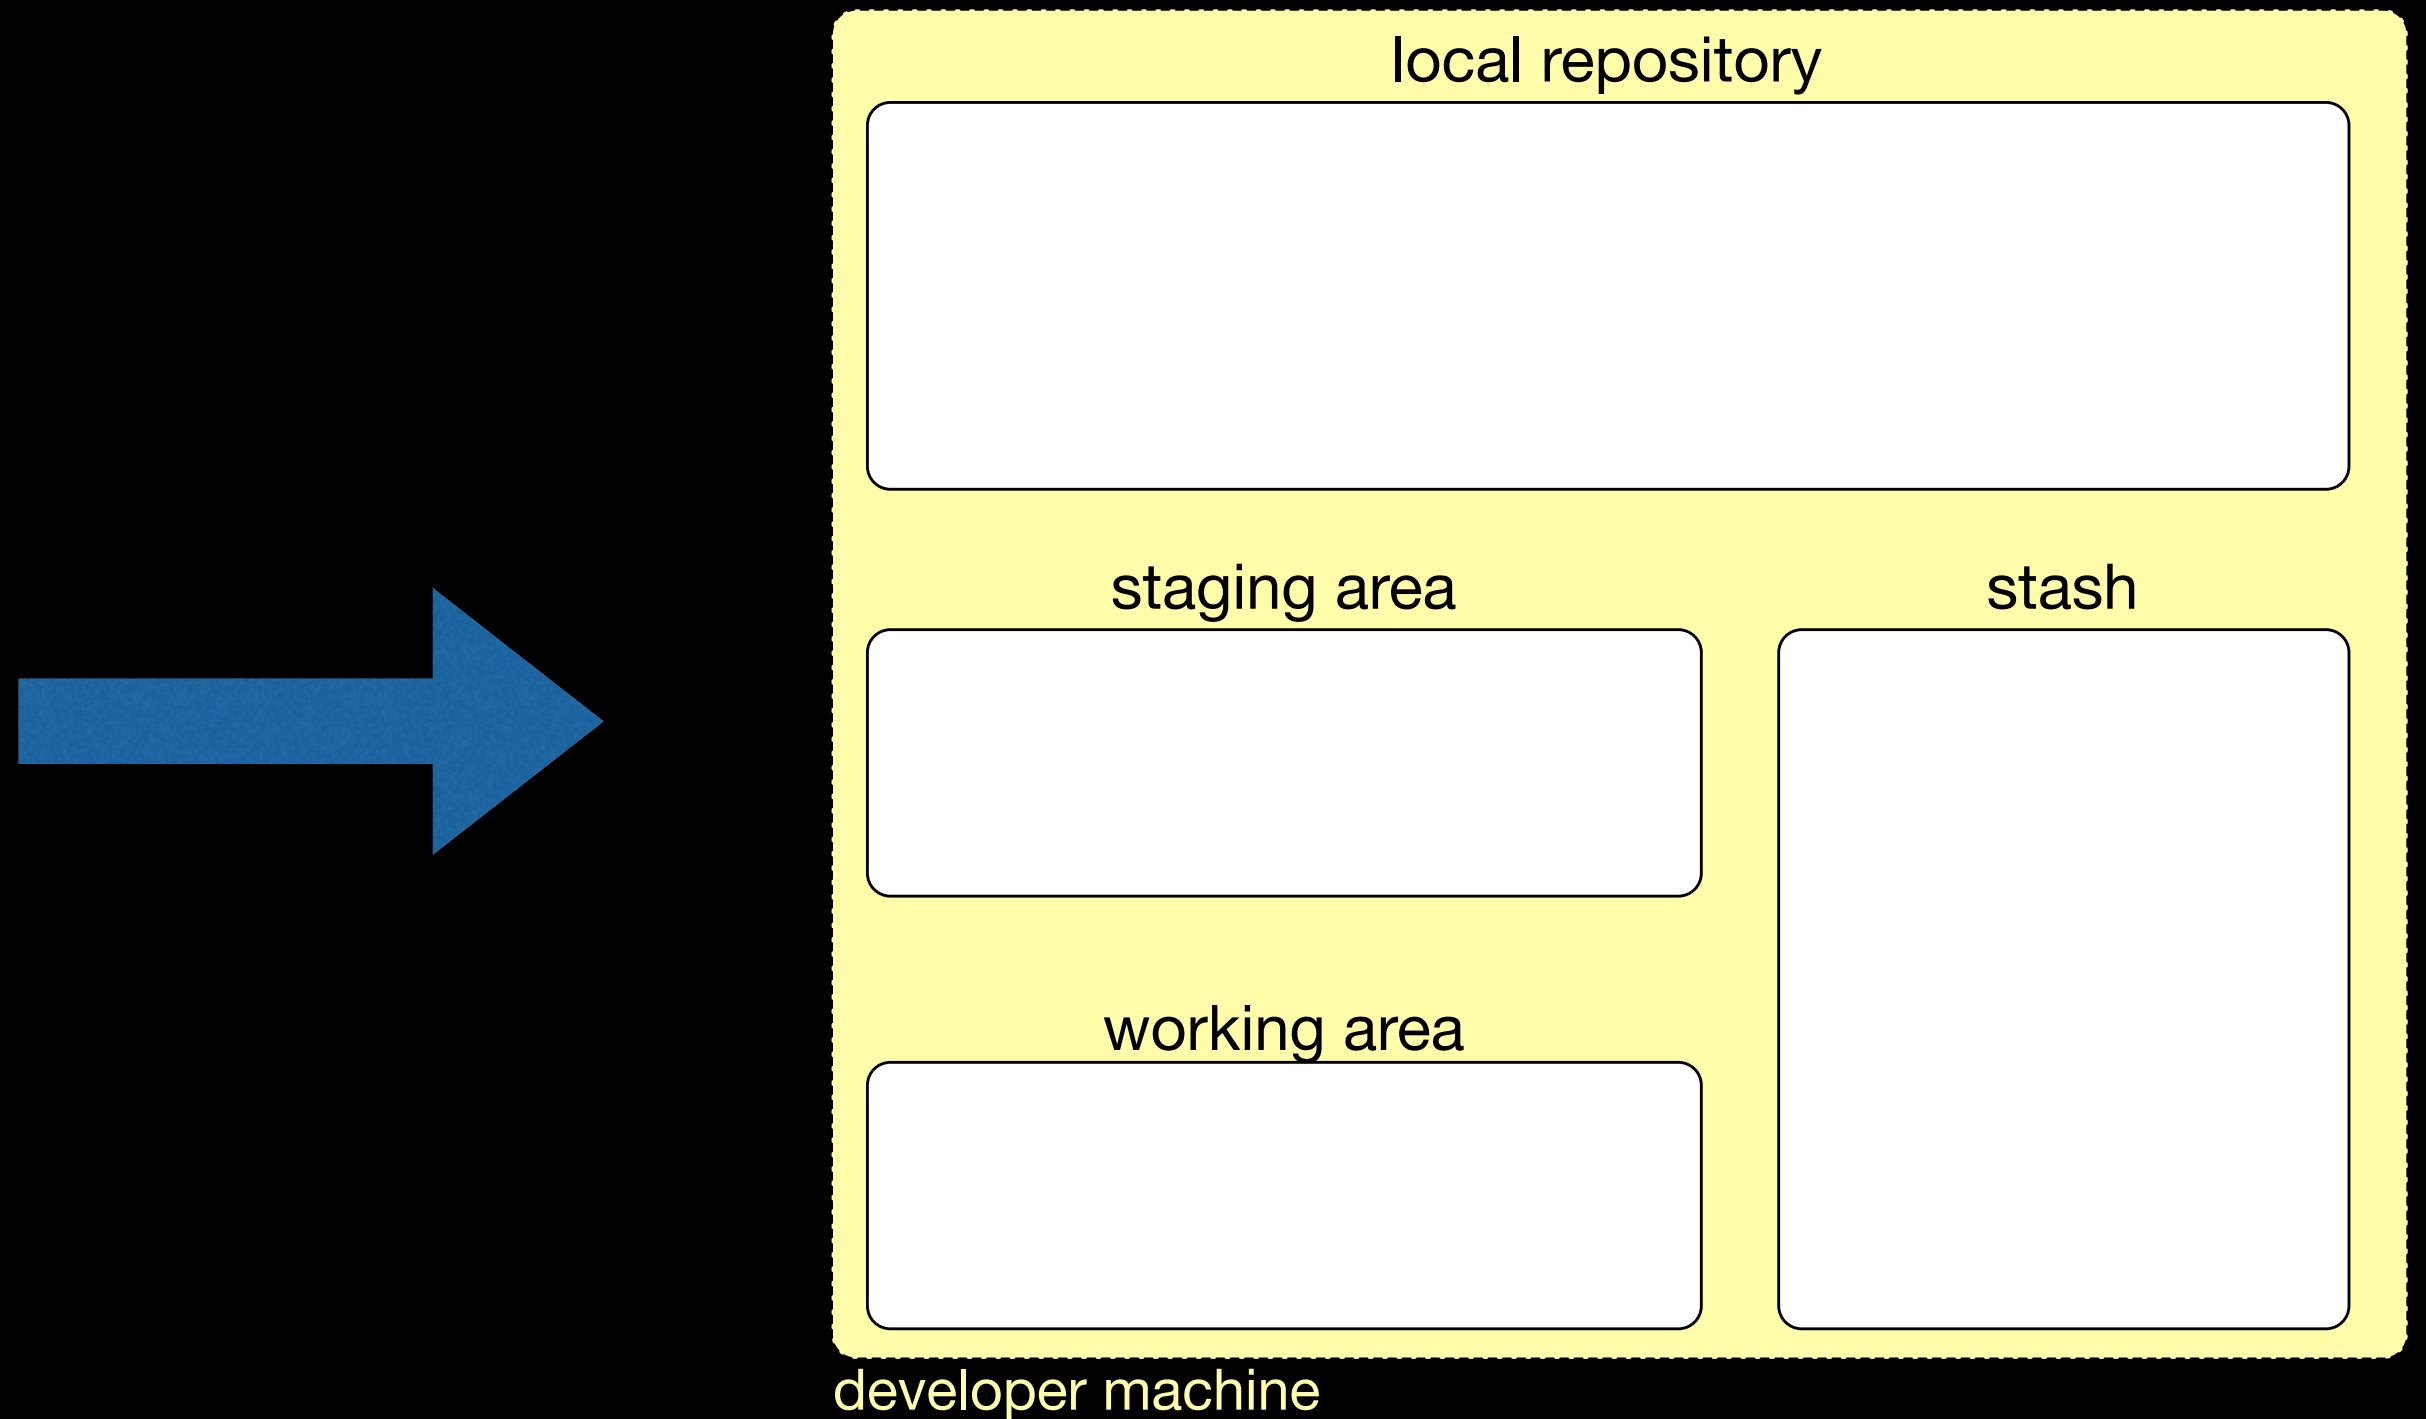 local repository
staging area
stash
working area
developer machine